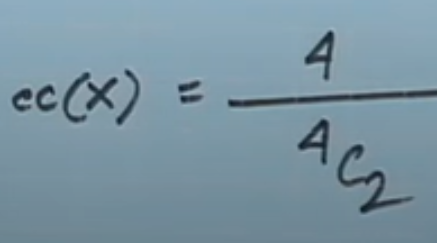 cc(X) = 4 / ⁴C₂